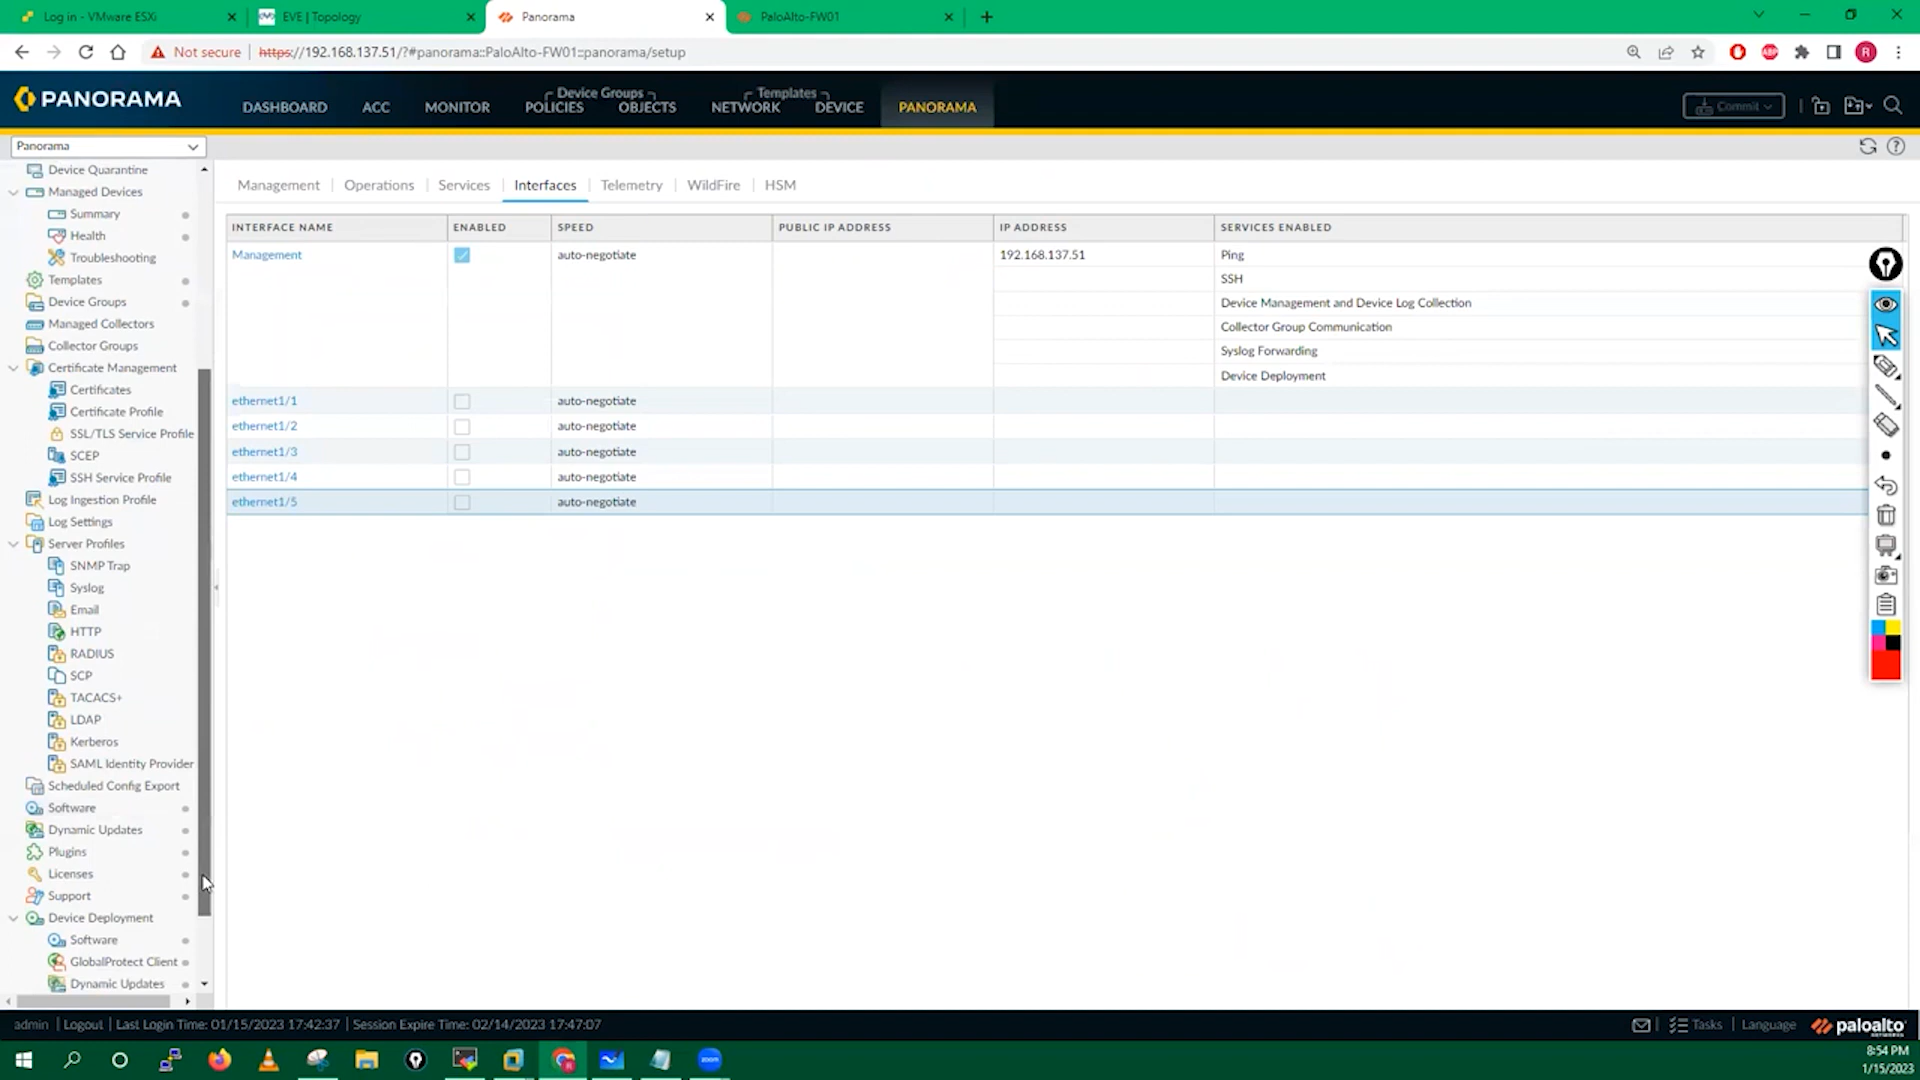 Log in - VMware ESXi
EVE | Topology
Panorama
PaloAlto-FW01
Not secure
https://192.168.137.51/?#panorama::PaloAlto-FW01::panorama/setup
ABP
R
PANORAMA
DASHBOARD
ACC
MONITOR
Device Groups
POLICIES
OBJECTS
Templates
NETWORK
DEVICE
PANORAMA
Commit
Panorama
Device Quarantine
Managed Devices
Summary
Health
Troubleshooting
Templates
Device Groups
Managed Collectors
Collector Groups
Certificate Management
Certificates
Certificate Profile
SSL/TLS Service Profile
SCEP
SSH Service Profile
Log Ingestion Profile
Log Settings
Server Profiles
SNMP Trap
Syslog
Email
HTTP
RADIUS
SCP
TACACS+
LDAP
Kerberos
SAML Identity Provider
Scheduled Config Export
Software
Dynamic Updates
Plugins
Licenses
Support
Device Deployment
Software
GlobalProtect Client
Dynamic Updates
Management | Operations | Services | Interfaces | Telemetry | WildFire | HSM
INTERFACE NAME ENABLED SPEED PUBLIC IP ADDRESS IP ADDRESS SERVICES ENABLED
Management auto-negotiate 192.168.137.51 Ping
SSH
Device Management and Device Log Collection
Collector Group Communication
Syslog Forwarding
Device Deployment
ethernet1/1 auto-negotiate
ethernet1/2 auto-negotiate
ethernet1/3 auto-negotiate
ethernet1/4 auto-negotiate
ethernet1/5 auto-negotiate
admin | Logout | Last Login Time: 01/15/2023 17:42:37 | Session Expire Time: 02/14/2023 17:47:07
Tasks | Language
paloalto
NETWORKS
zoom
8:54 PM
1/15/2023